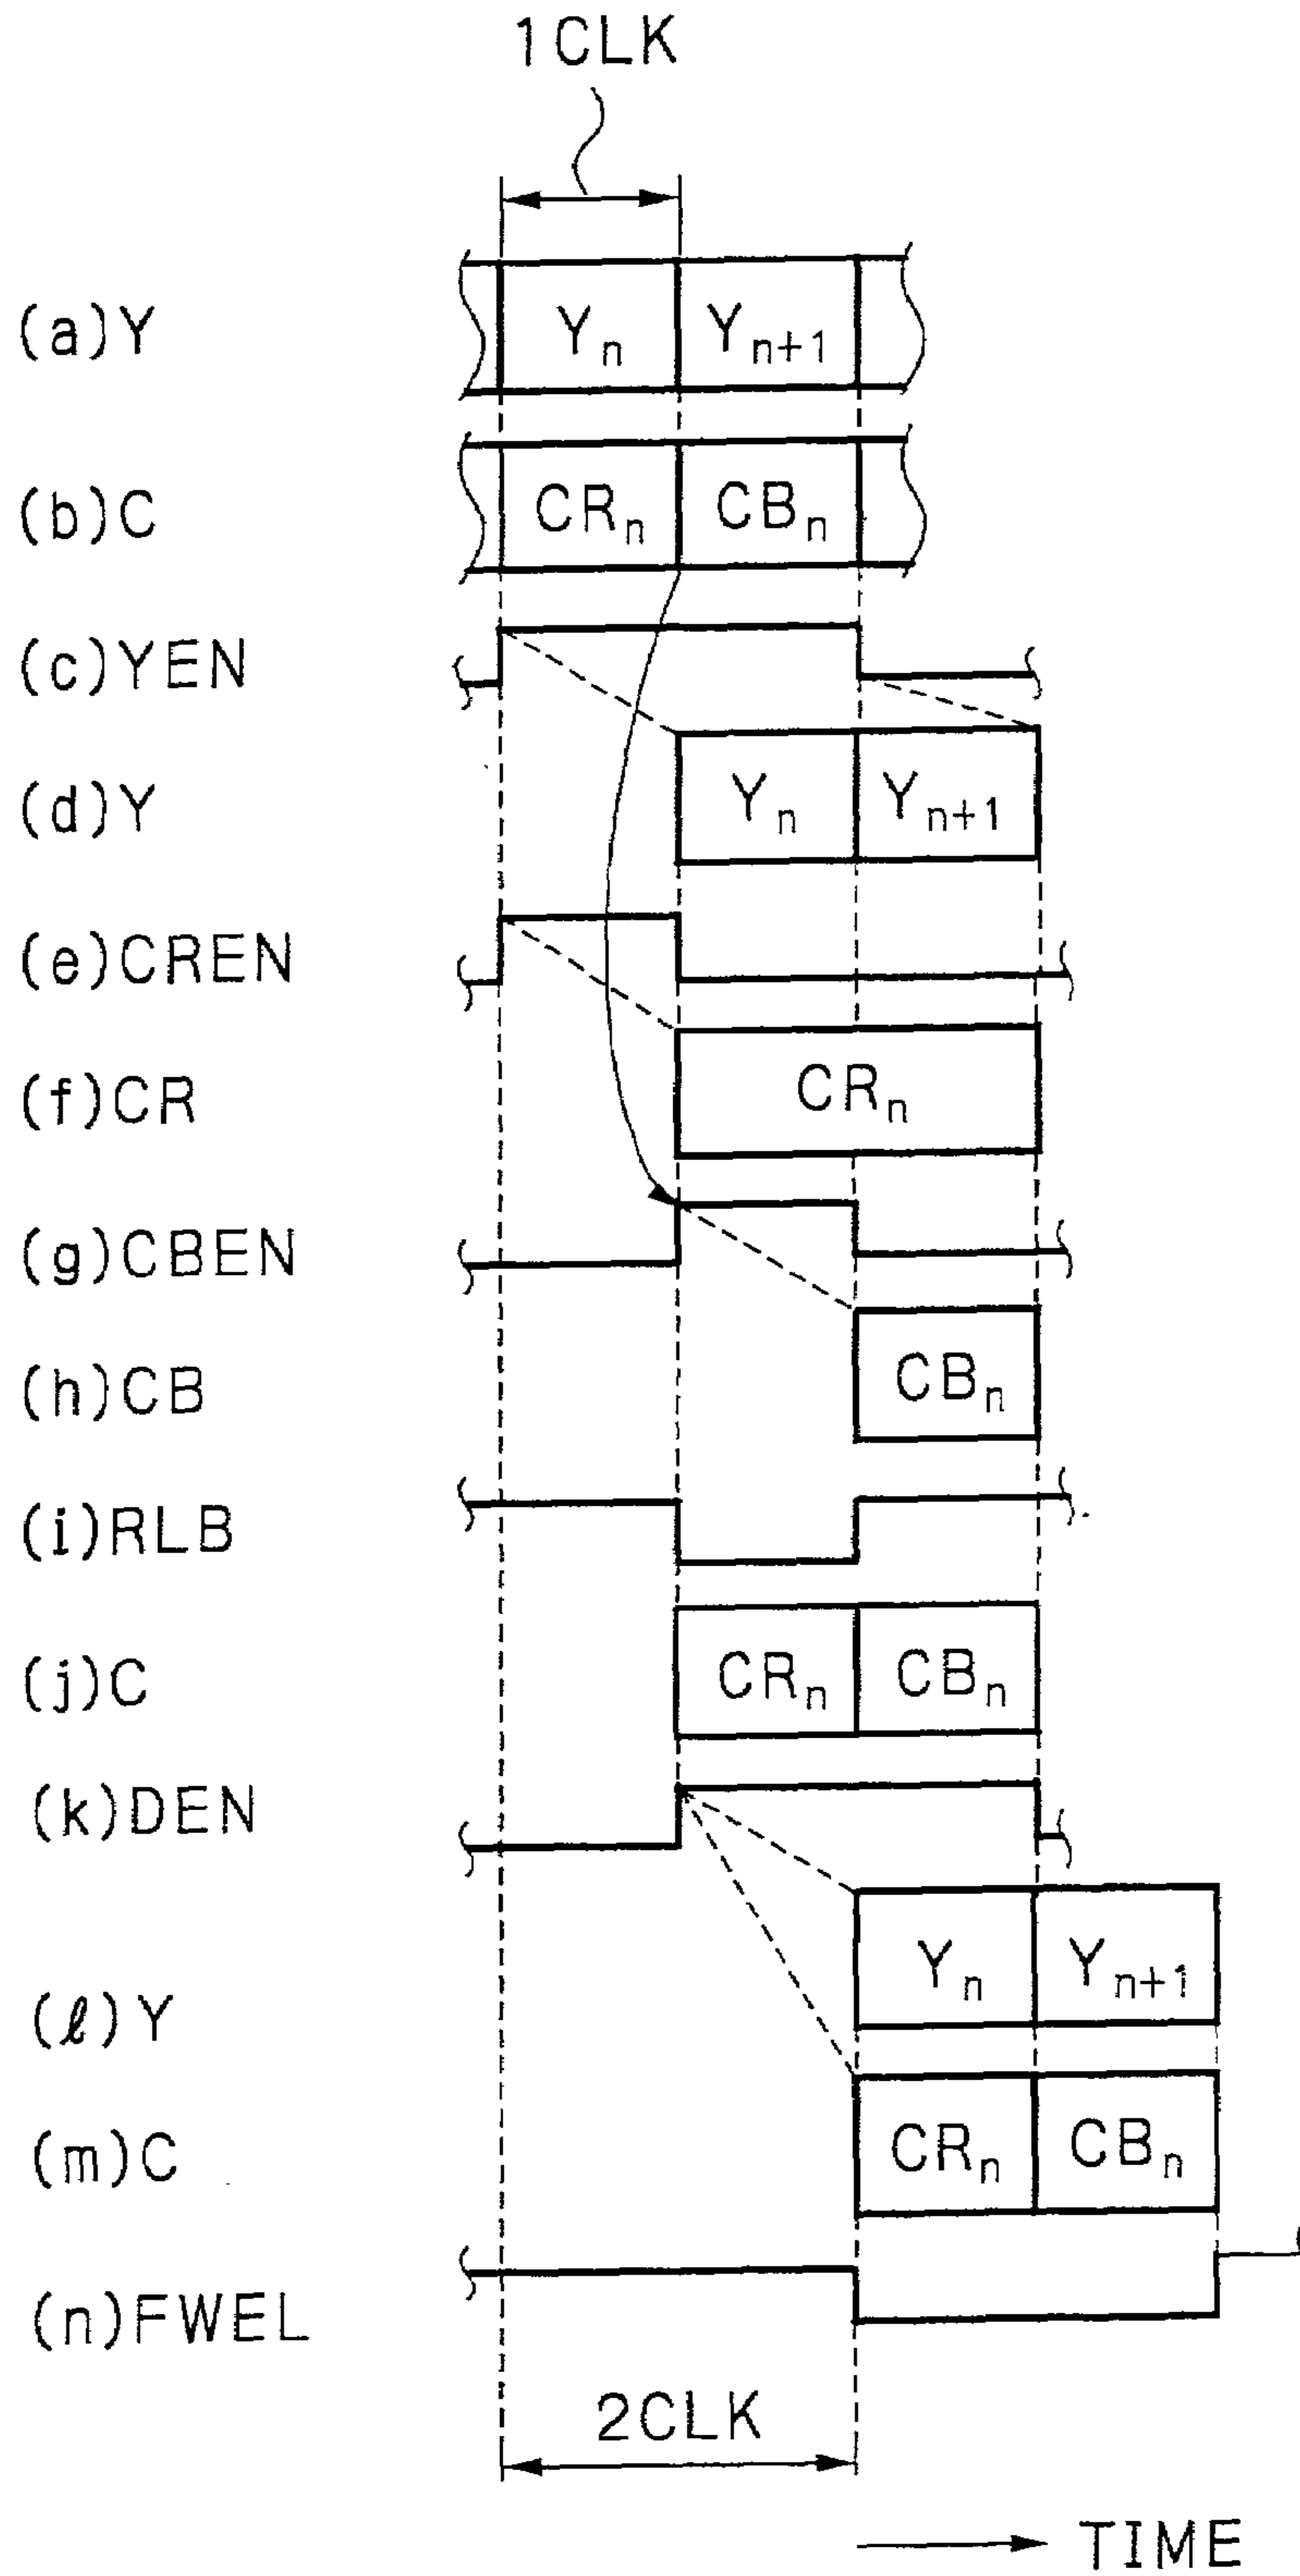 1CLK
(a)Y Yₙ Yₙ₊₁
(b)C CRₙ CBₙ
(c)YEN
(d)Y Yₙ Yₙ₊₁
(e)CREN
(f)CR CRₙ
(g)CBEN
(h)CB CBₙ
(i)RLB
(j)C CRₙ CBₙ
(k)DEN
(ℓ)Y Yₙ Yₙ₊₁
(m)C CRₙ CBₙ
(n)FWEL
2CLK
TIME